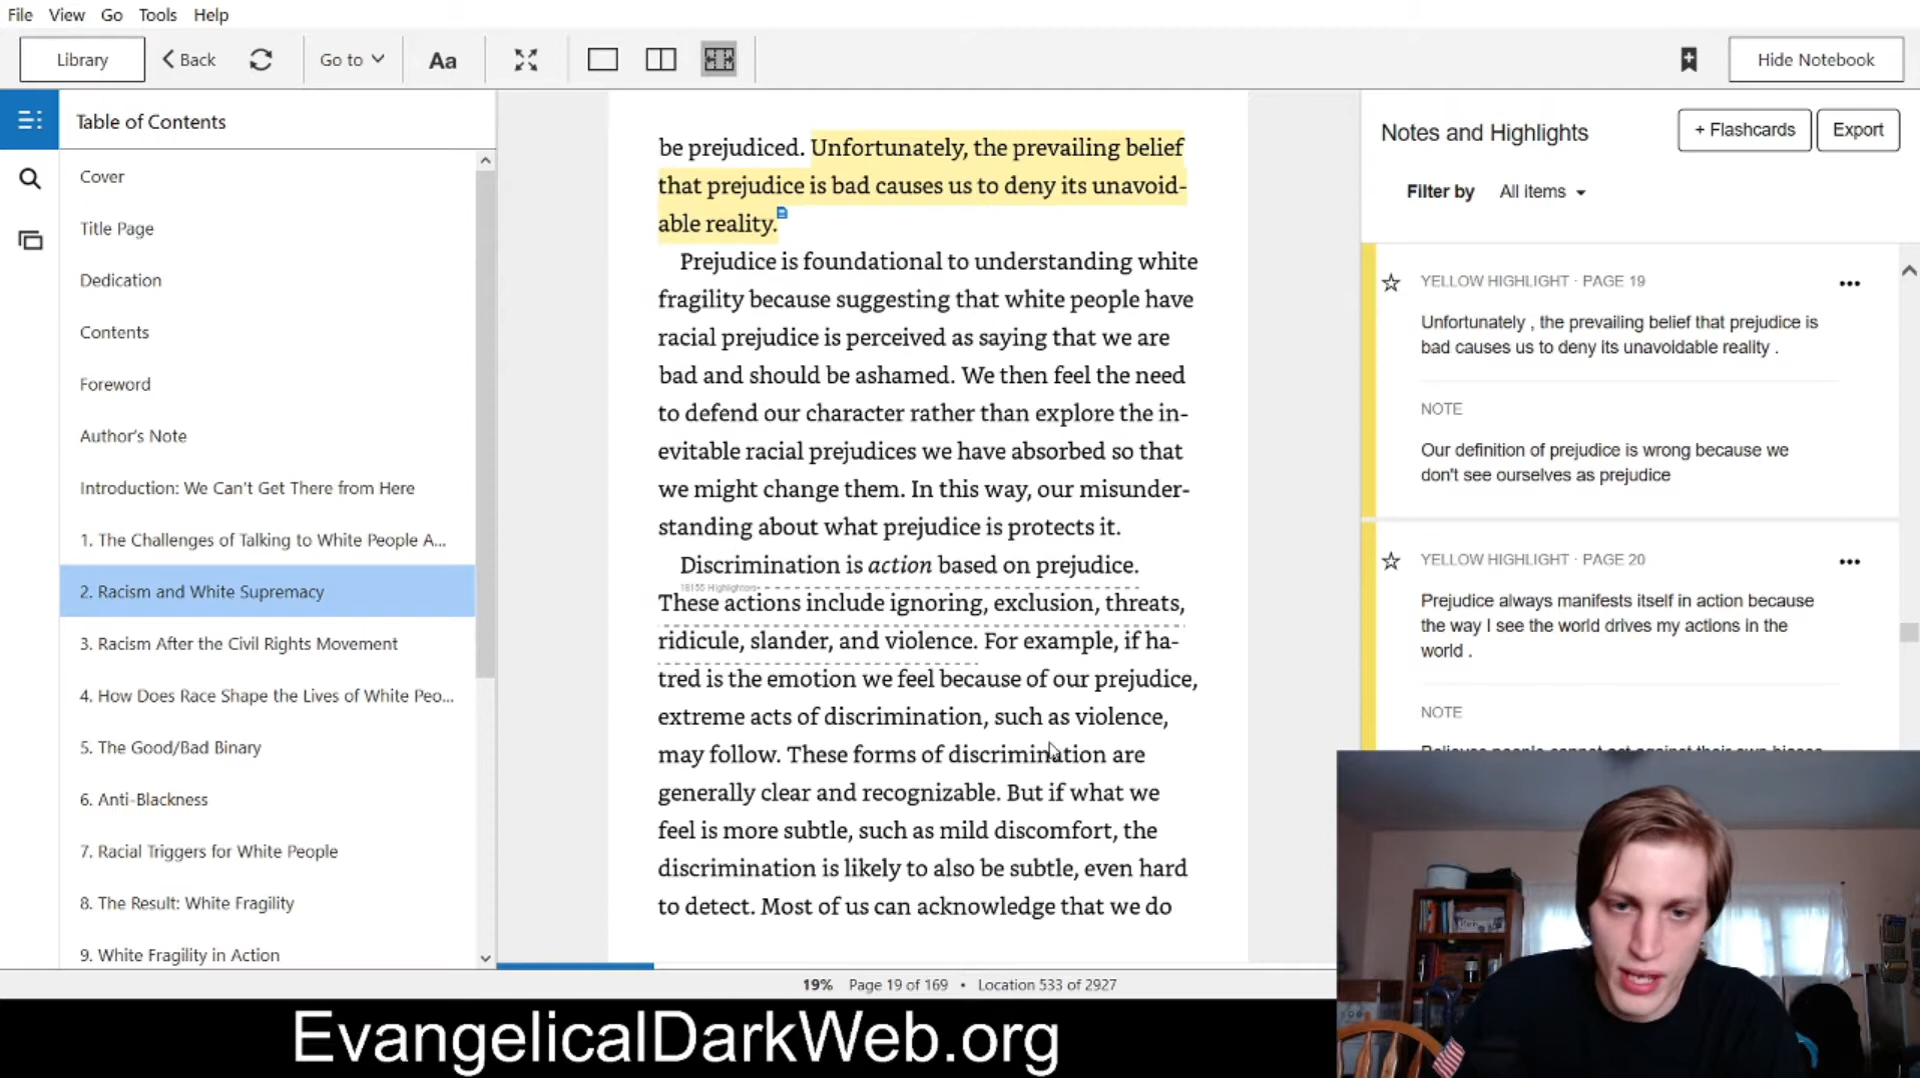 File View Go Tools Help
Library Back Go to Aa Hide Notebook
Table of Contents
Cover
Title Page
Dedication
Contents
Foreword
Author's Note
Introduction: We Can't Get There from Here
1. The Challenges of Talking to White People A...
2. Racism and White Supremacy
3. Racism After the Civil Rights Movement
4. How Does Race Shape the Lives of White Peo...
5. The Good/Bad Binary
6. Anti-Blackness
7. Racial Triggers for White People
8. The Result: White Fragility
9. White Fragility in Action
be prejudiced. Unfortunately, the prevailing belief
that prejudice is bad causes us to deny its unavoid-
able reality.
Prejudice is foundational to understanding white
fragility because suggesting that white people have
racial prejudice is perceived as saying that we are
bad and should be ashamed. We then feel the need
to defend our character rather than explore the in-
evitable racial prejudices we have absorbed so that
we might change them. In this way, our misunder-
standing about what prejudice is protects it.
Discrimination is action based on prejudice.
18155 Highlighters
These actions include ignoring, exclusion, threats,
ridicule, slander, and violence. For example, if ha-
tred is the emotion we feel because of our prejudice,
extreme acts of discrimination, such as violence,
may follow. These forms of discrimination are
generally clear and recognizable. But if what we
feel is more subtle, such as mild discomfort, the
discrimination is likely to also be subtle, even hard
to detect. Most of us can acknowledge that we do
19% Page 19 of 169 • Location 533 of 2927
Notes and Highlights + Flashcards Export
Filter by All items
YELLOW HIGHLIGHT · PAGE 19
Unfortunately , the prevailing belief that prejudice is
bad causes us to deny its unavoidable reality .
NOTE
Our definition of prejudice is wrong because we
don't see ourselves as prejudice
YELLOW HIGHLIGHT · PAGE 20
Prejudice always manifests itself in action because
the way I see the world drives my actions in the
world .
NOTE
EvangelicalDarkWeb.org